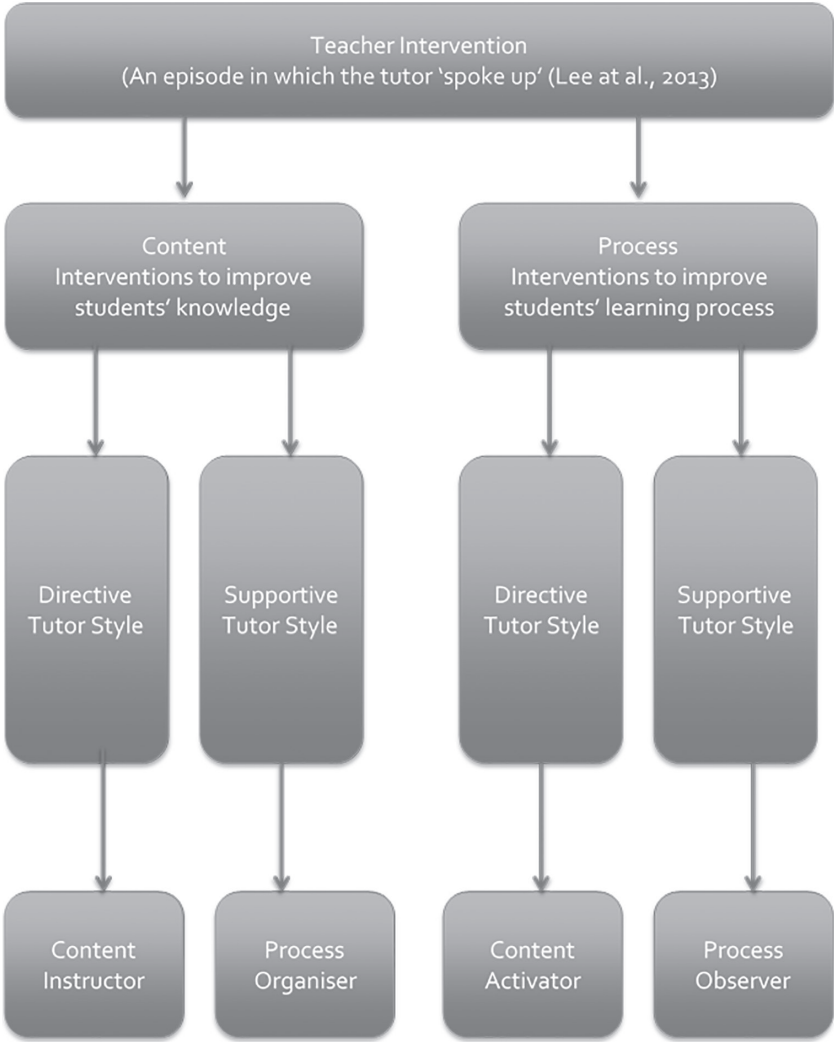 Teacher Intervention
(An episode in which the tutor ‘spoke up’ (Lee at al., 2013)
Content
Interventions to improve
students’ knowledge
Process
Interventions to improve
students’ learning process
Directive
Tutor Style
Supportive
Tutor Style
Directive
Tutor Style
Supportive
Tutor Style
Content
Instructor
Process
Organiser
Content
Activator
Process
Observer